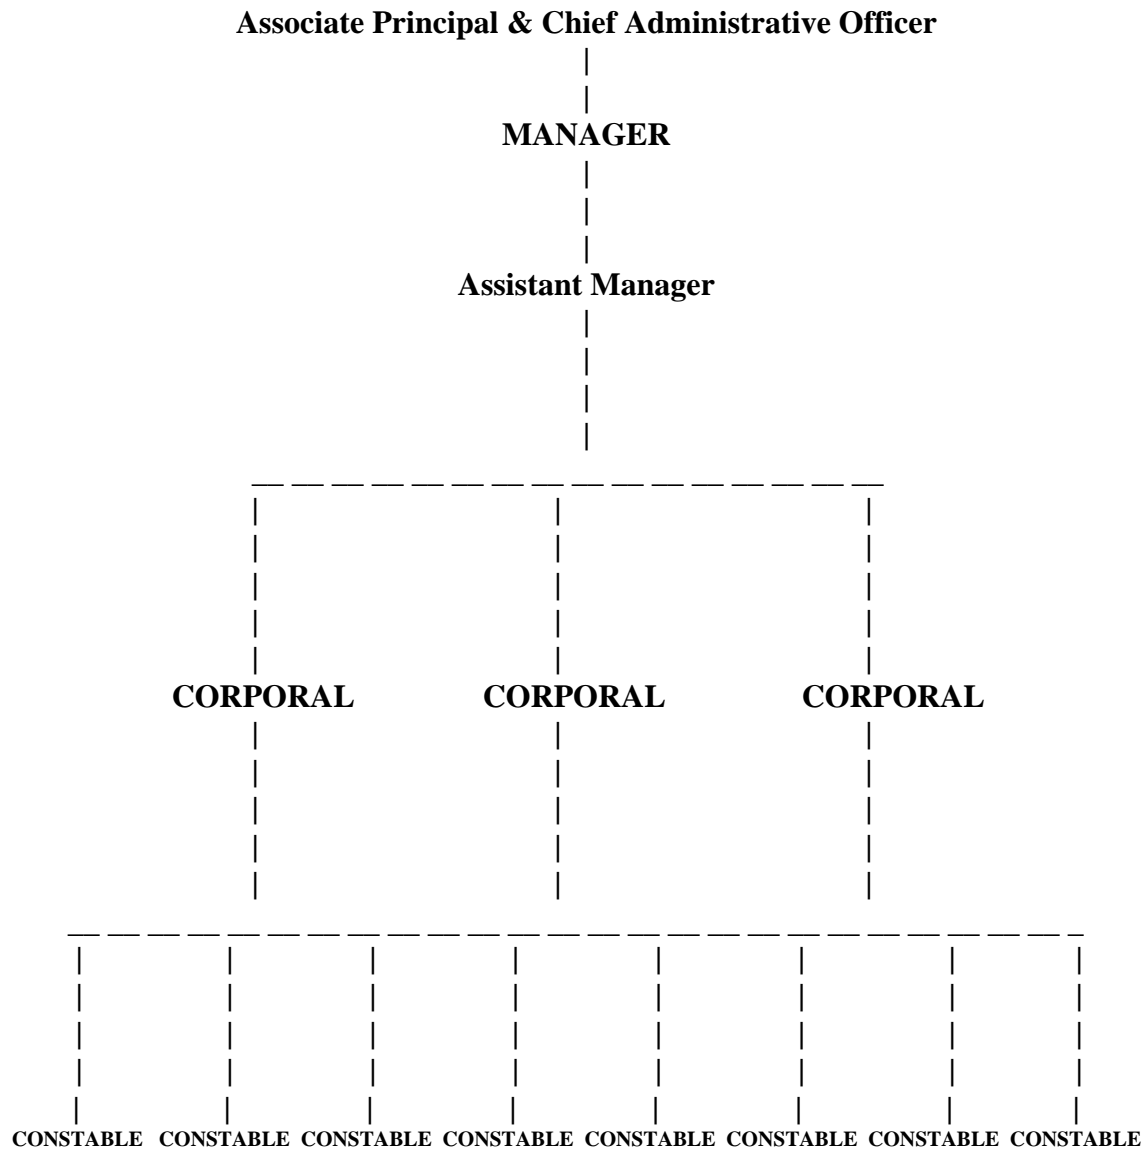 Associate Principal & Chief Administrative Officer
MANAGER
Assistant Manager
CORPORAL CORPORAL CORPORAL
CONSTABLE CONSTABLE CONSTABLE CONSTABLE CONSTABLE CONSTABLE CONSTABLE CONSTABLE